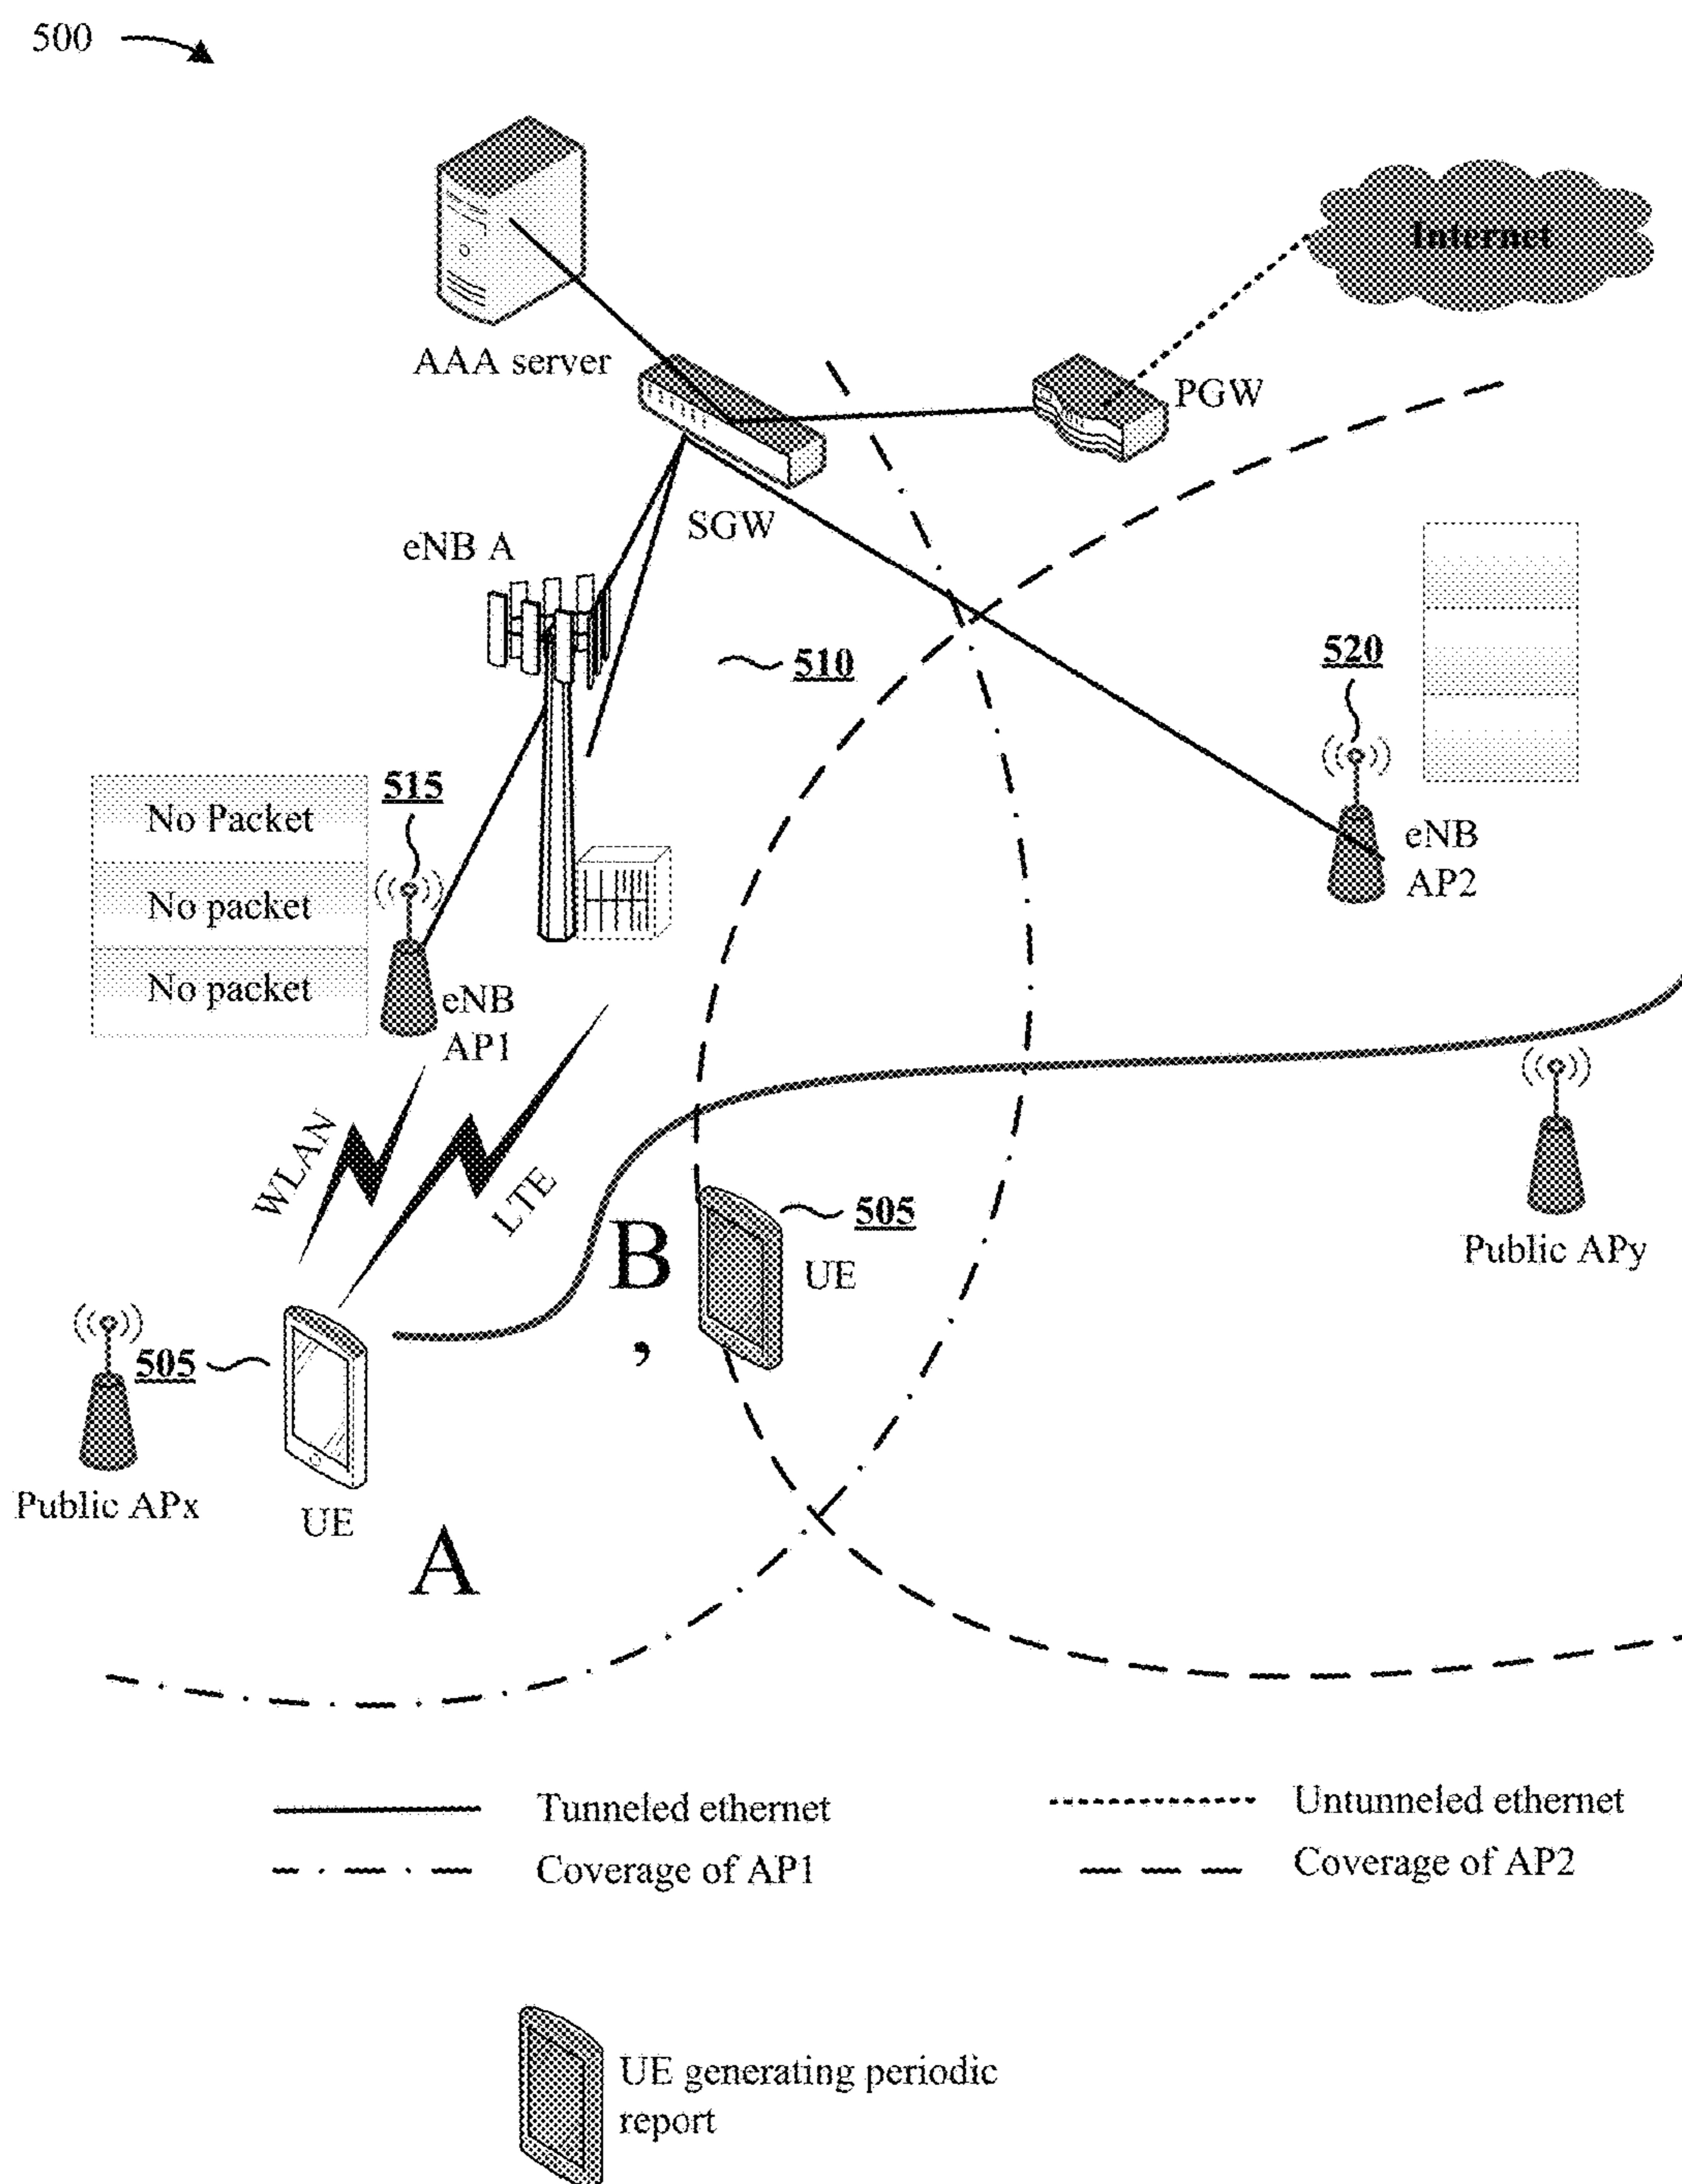 500
Internet
AAA server
PGW
SGW
eNB A
510
520
515
No Packet
No packet
No packet
eNB
AP1
eNB
AP2
WLAN
LTE
B
,
505
UE
Public APy
505
Public APx
UE
A
Tunneled ethernet
Untunneled ethernet
Coverage of AP1
Coverage of AP2
UE generating periodic
report